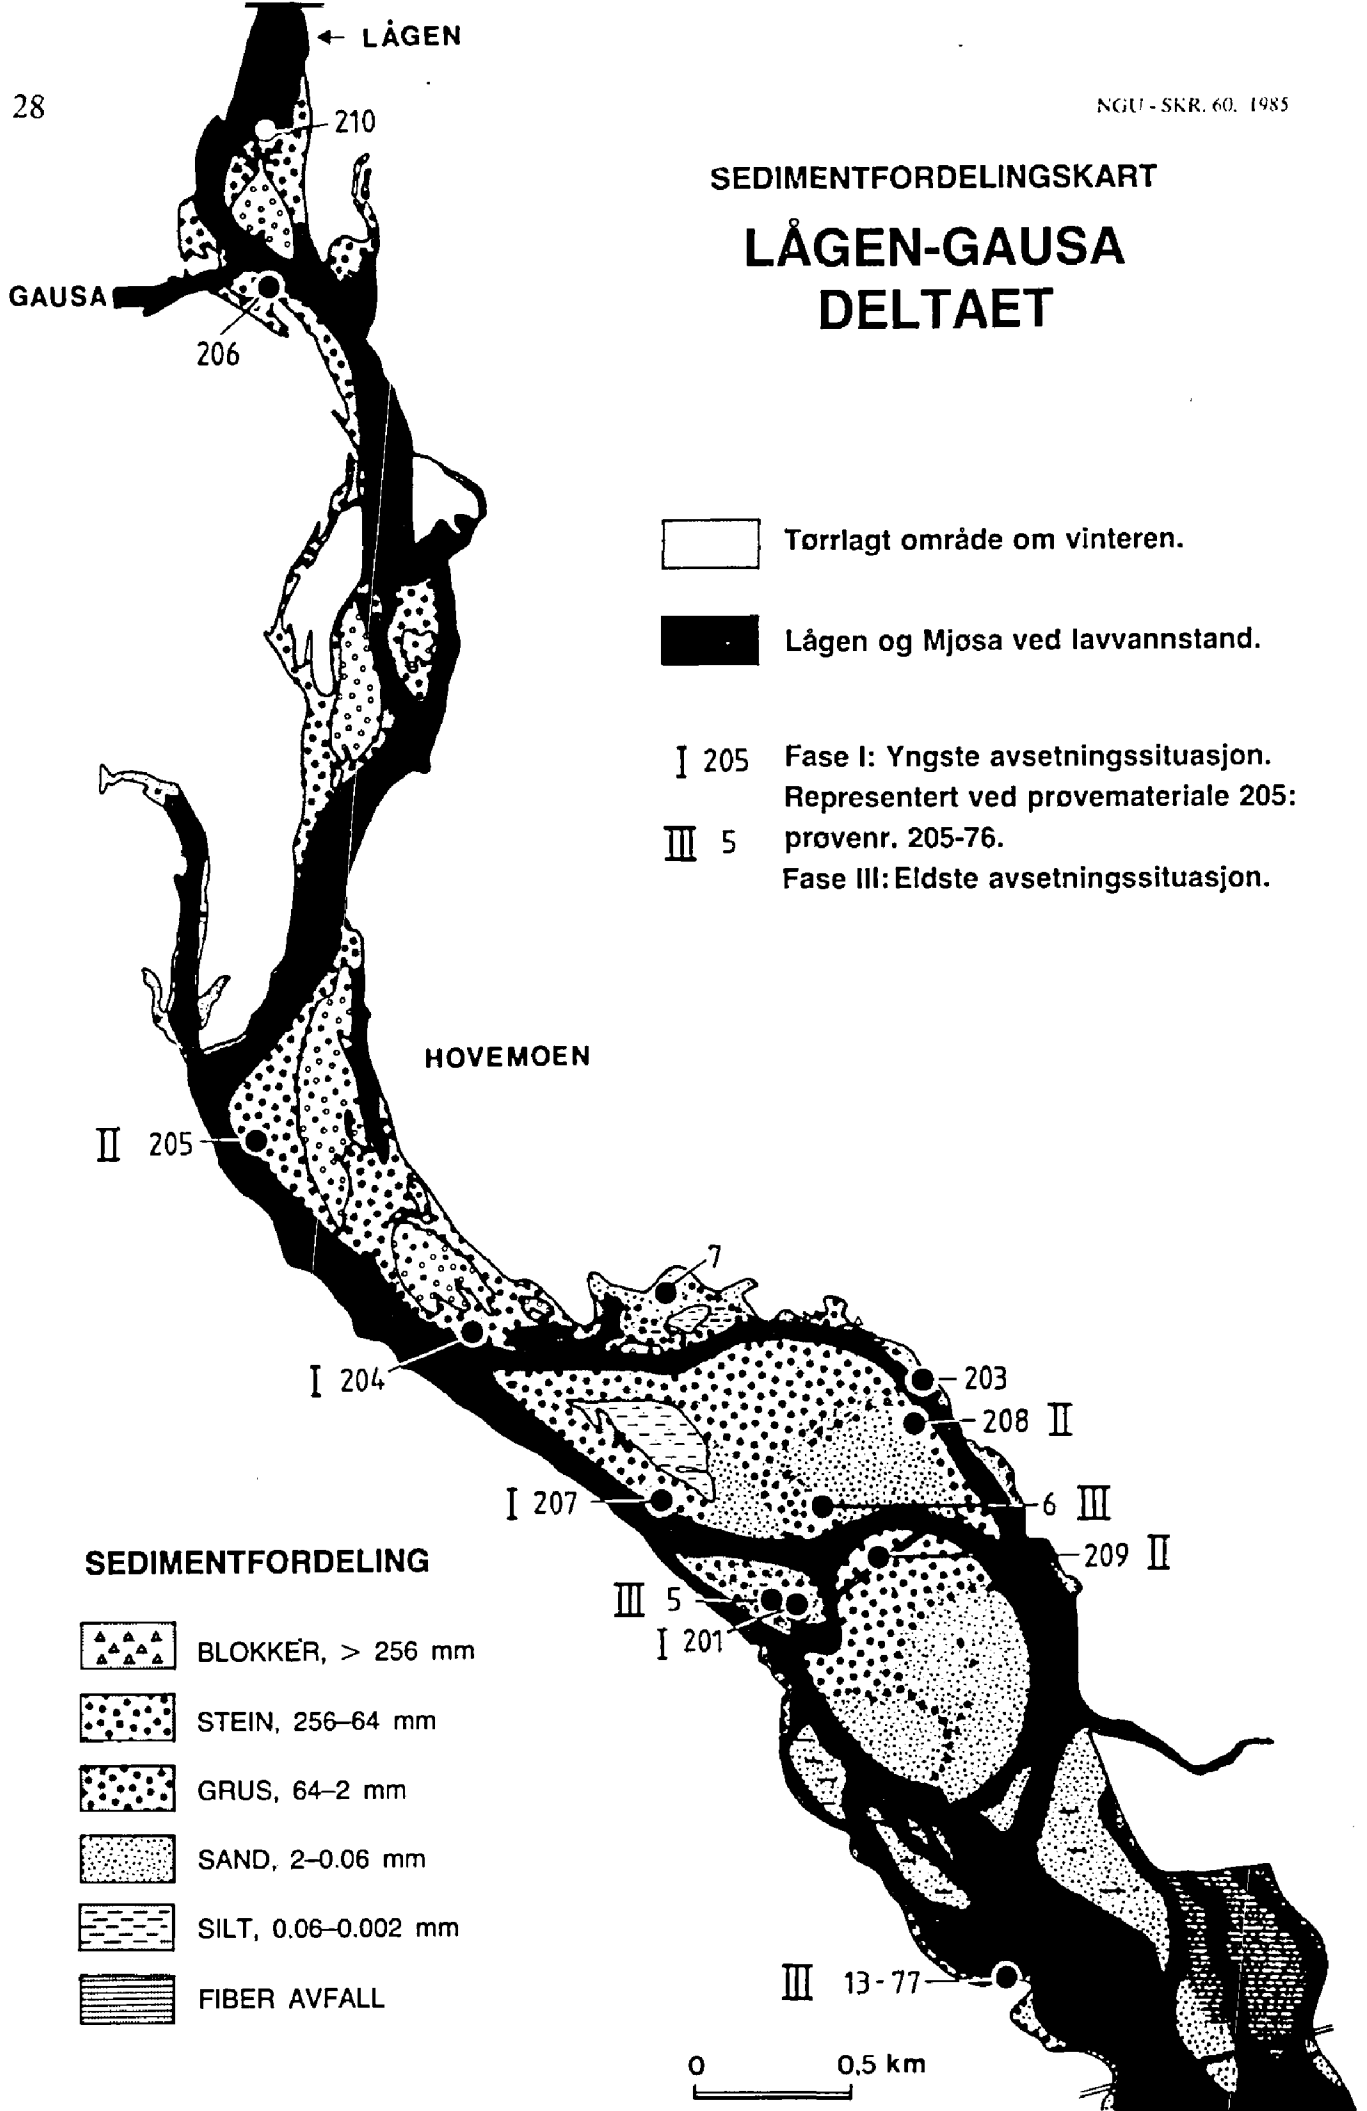 ← LÅGEN
28
NGU - SKR. 60. 1985
210
SEDIMENTFORDELINGSKART
LÅGEN-GAUSA
DELTAET
GAUSA
206
Tørrlagt område om vinteren.
Lågen og Mjøsa ved lavvannstand.
I 205 Fase I: Yngste avsetningssituasjon.
Representert ved prøvemateriale 205:
III 5 prøvenr. 205-76.
Fase III: Eldste avsetningssituasjon.
HOVEMOEN
II 205
7
I 204
203
208 II
I 207
6 III
209 II
III 5
I 201
SEDIMENTFORDELING
BLOKKER, > 256 mm
STEIN, 256–64 mm
GRUS, 64–2 mm
SAND, 2–0.06 mm
SILT, 0.06–0.002 mm
FIBER AVFALL
III 13-77
0 0,5 km